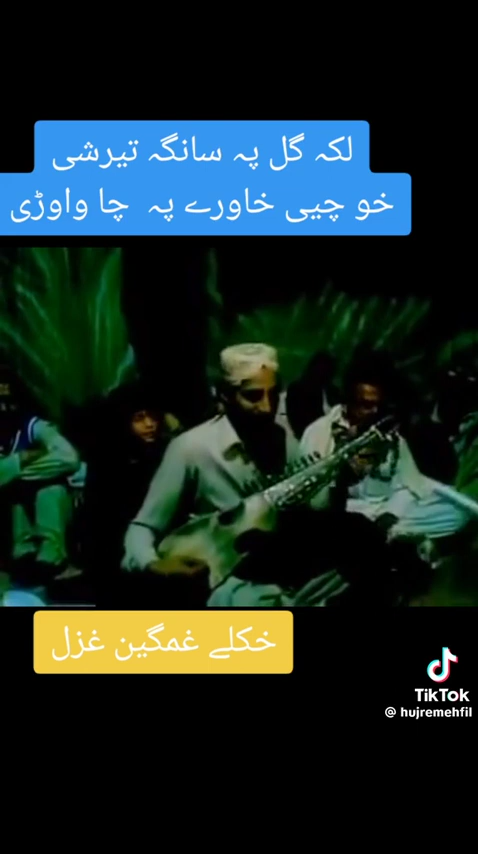 لکہ گل پہ سانگہ تیرشی
خو چیی خاورے پہ چا واوڑی
خکلے غمگین غزل
TikTok
@ hujremehfil